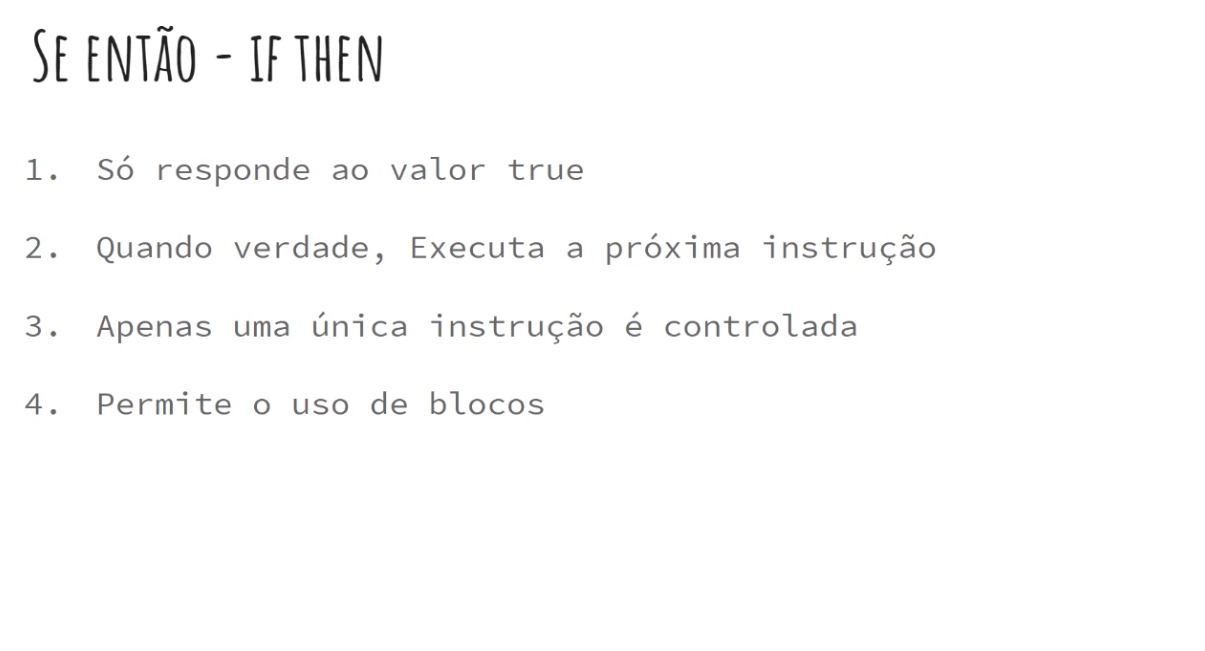 Se então - if then
1. Só responde ao valor true
2. Quando verdade, Executa a próxima instrução
3. Apenas uma única instrução é controlada
4. Permite o uso de blocos